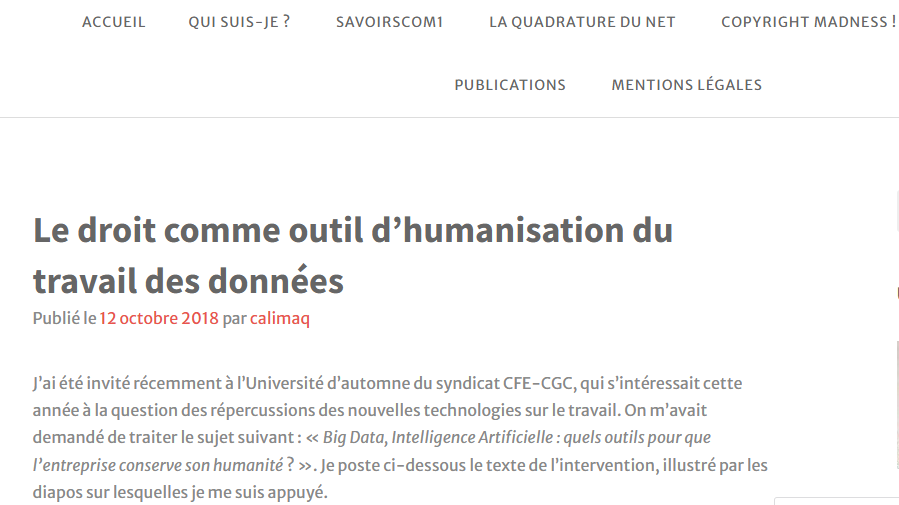 ACCUEIL QUI SUIS-JE ? SAVOIRSCOM1 LA QUADRATURE DU NET COPYRIGHT MADNESS !
PUBLICATIONS MENTIONS LÉGALES
Le droit comme outil d’humanisation du
travail des données
Publié le 12 octobre 2018 par calimaq
J’ai été invité récemment à l’Université d’automne du syndicat CFE-CGC, qui s’intéressait cette
année à la question des répercussions des nouvelles technologies sur le travail. On m’avait
demandé de traiter le sujet suivant : « Big Data, Intelligence Artificielle : quels outils pour que
l’entreprise conserve son humanité ? ». Je poste ci-dessous le texte de l’intervention, illustré par les
diapos sur lesquelles je me suis appuyé.